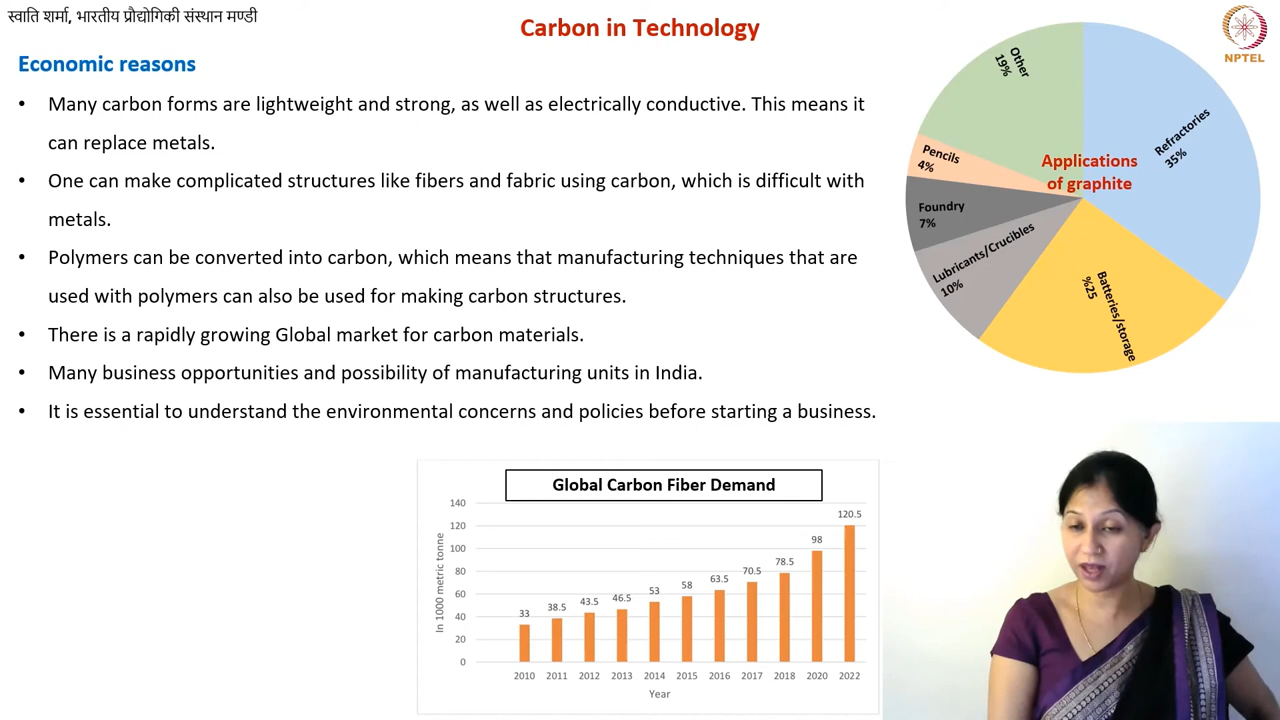 स्वाति शर्मा, भारतीय प्रौद्योगिकी संस्थान मण्डी
Carbon in Technology
NPTEL
Economic reasons
• Many carbon forms are lightweight and strong, as well as electrically conductive. This means it
can replace metals.
• One can make complicated structures like fibers and fabric using carbon, which is difficult with
metals.
• Polymers can be converted into carbon, which means that manufacturing techniques that are
used with polymers can also be used for making carbon structures.
• There is a rapidly growing Global market for carbon materials.
• Many business opportunities and possibility of manufacturing units in India.
• It is essential to understand the environmental concerns and policies before starting a business.
Applications
of graphite
Refractories
35%
Batteries/storage
%25
Lubricants/Crucibles
10%
Foundry
7%
Pencils
4%
Other
19%
Global Carbon Fiber Demand
In 1000 metric tonne
140
120
100
80
60
40
20
0
33
38.5
43.5
46.5
53
58
63.5
70.5
78.5
98
120.5
2010 2011 2012 2013 2014 2015 2016 2017 2018 2020 2022
Year